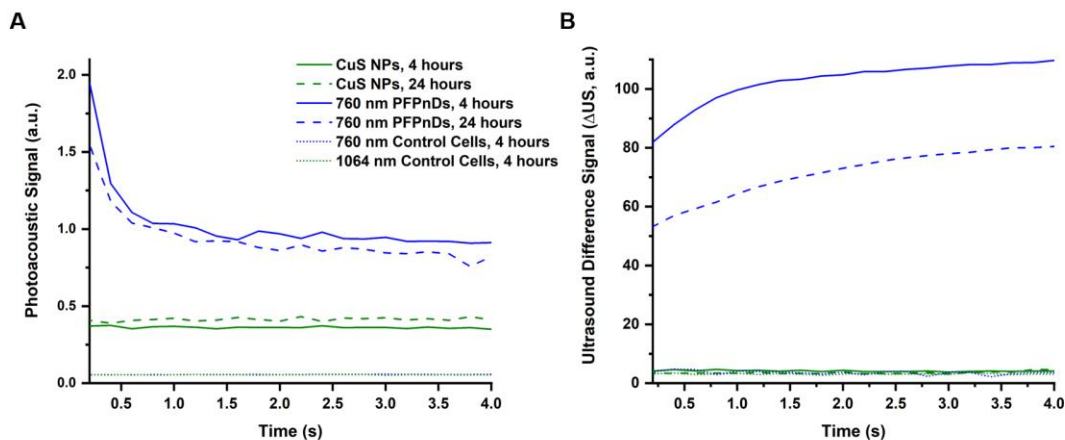 A
Photoacoustic Signal (a.u.)
2.0
1.5
1.0
0.5
0.0
CuS NPs, 4 hours
CuS NPs, 24 hours
760 nm PFPnDs, 4 hours
760 nm PFPnDs, 24 hours
760 nm Control Cells, 4 hours
1064 nm Control Cells, 4 hours
0.5 1.0 1.5 2.0 2.5 3.0 3.5 4.0
Time (s)
B
Ultrasound Difference Signal (ΔUS, a.u.)
100
80
60
40
20
0
0.5 1.0 1.5 2.0 2.5 3.0 3.5 4.0
Time (s)